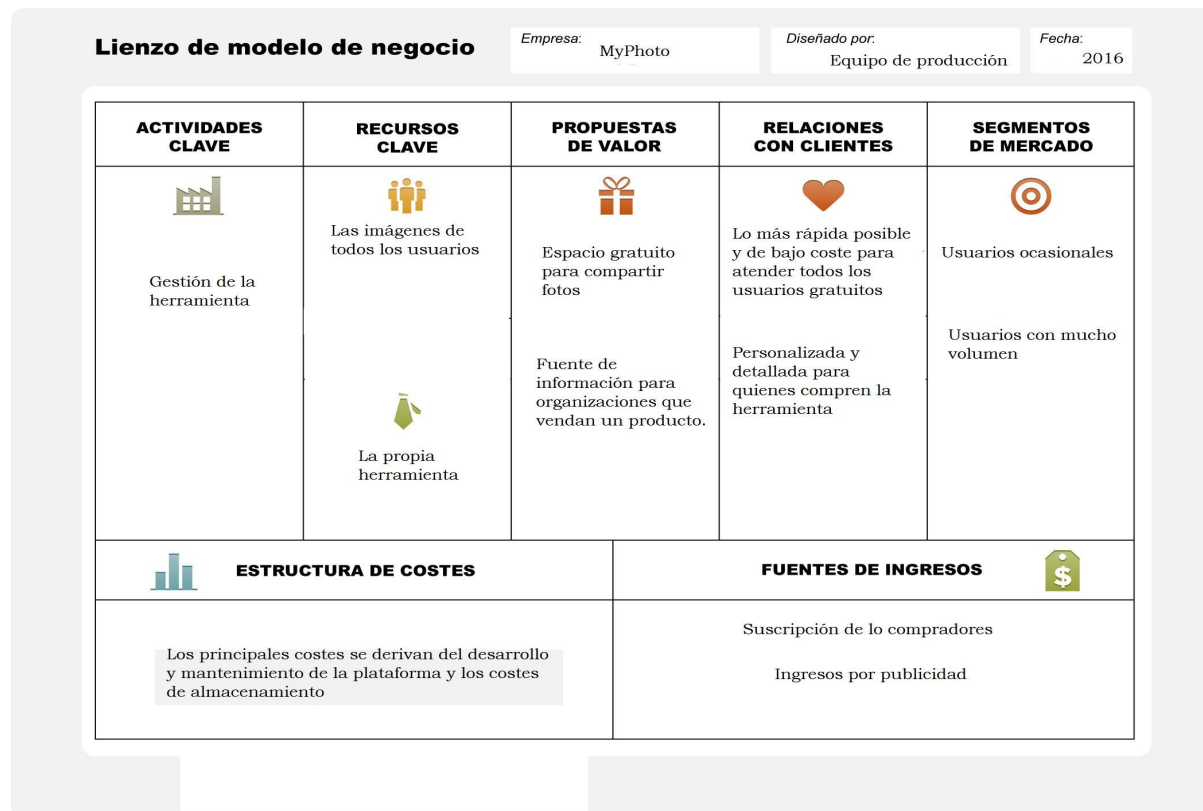 Lienzo de modelo de negocio
Empresa:
MyPhoto
Diseñado por:
Equipo de producción
Fecha:
2016
ACTIVIDADES
CLAVE
RECURSOS
CLAVE
PROPUESTAS
DE VALOR
RELACIONES
CON CLIENTES
SEGMENTOS
DE MERCADO
Gestión de la
herramienta
Las imágenes de
todos los usuarios
La propia
herramienta
Espacio gratuito
para compartir
fotos
Fuente de
información para
organizaciones que
vendan un producto.
Lo más rápida posible
y de bajo coste para
atender todos los
usuarios gratuitos
Personalizada y
detallada para
quienes compren la
herramienta
Usuarios ocasionales
Usuarios con mucho
volumen
ESTRUCTURA DE COSTES
Los principales costes se derivan del desarrollo
y mantenimiento de la plataforma y los costes
de almacenamiento
FUENTES DE INGRESOS
$
Suscripción de lo compradores
Ingresos por publicidad